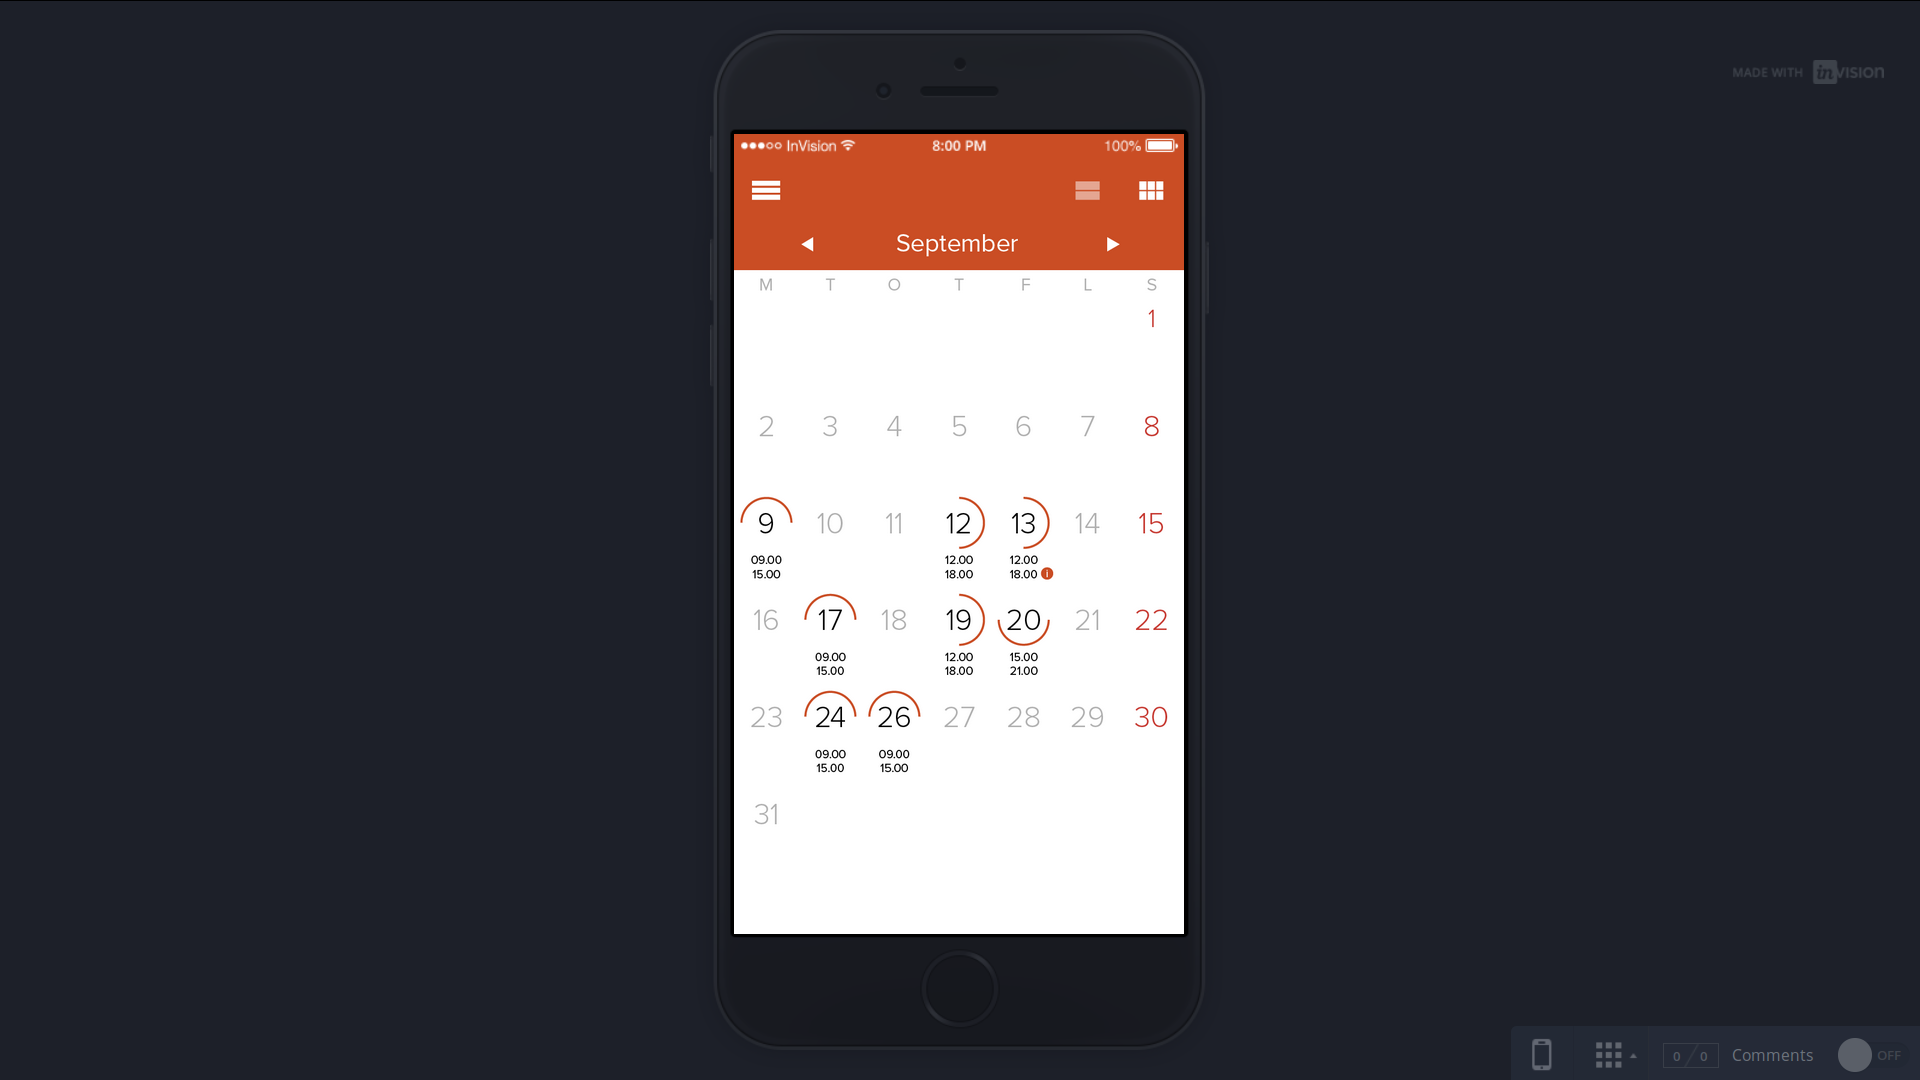 MADE WITH inVISION
InVision 8:00 PM 100%
September
M T O T F L S
1
2 3 4 5 6 7 8
9 10 11 12 13 14 15
09.00 12.00 12.00
15.00 18.00 18.00 i
16 17 18 19 20 21 22
09.00 12.00 15.00
15.00 18.00 21.00
23 24 26 27 28 29 30
09.00 09.00
15.00 15.00
31
0 / 0 Comments OFF